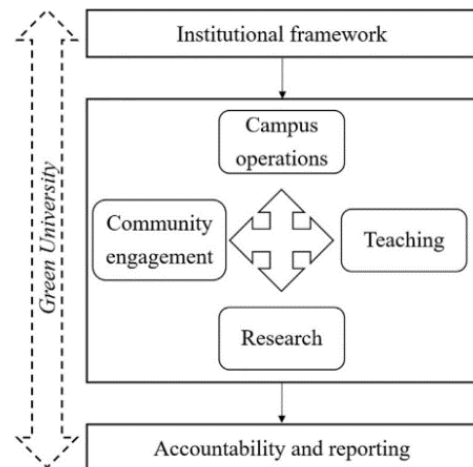 Green University
Institutional framework
Campus
operations
Community
engagement
Teaching
Research
Accountability and reporting